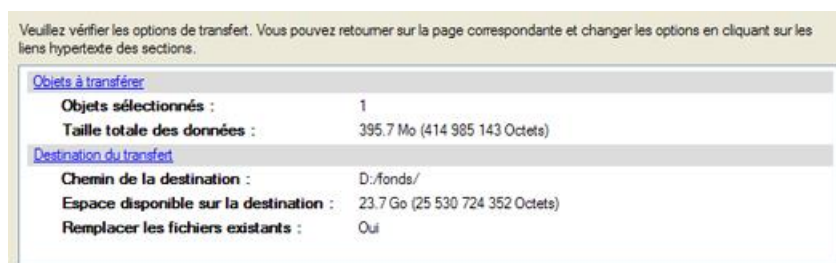 Veuillez vérifier les options de transfert. Vous pouvez retourner sur la page correspondante et changer les options en cliquant sur les
liens hypertexte des sections.
Objets à transférer
Objets sélectionnés : 1
Taille totale des données : 395.7 Mo (414 985 143 Octets)
Destination du transfert
Chemin de la destination : D:/fonds/
Espace disponible sur la destination : 23.7 Go (25 530 724 352 Octets)
Remplacer les fichiers existants : Oui